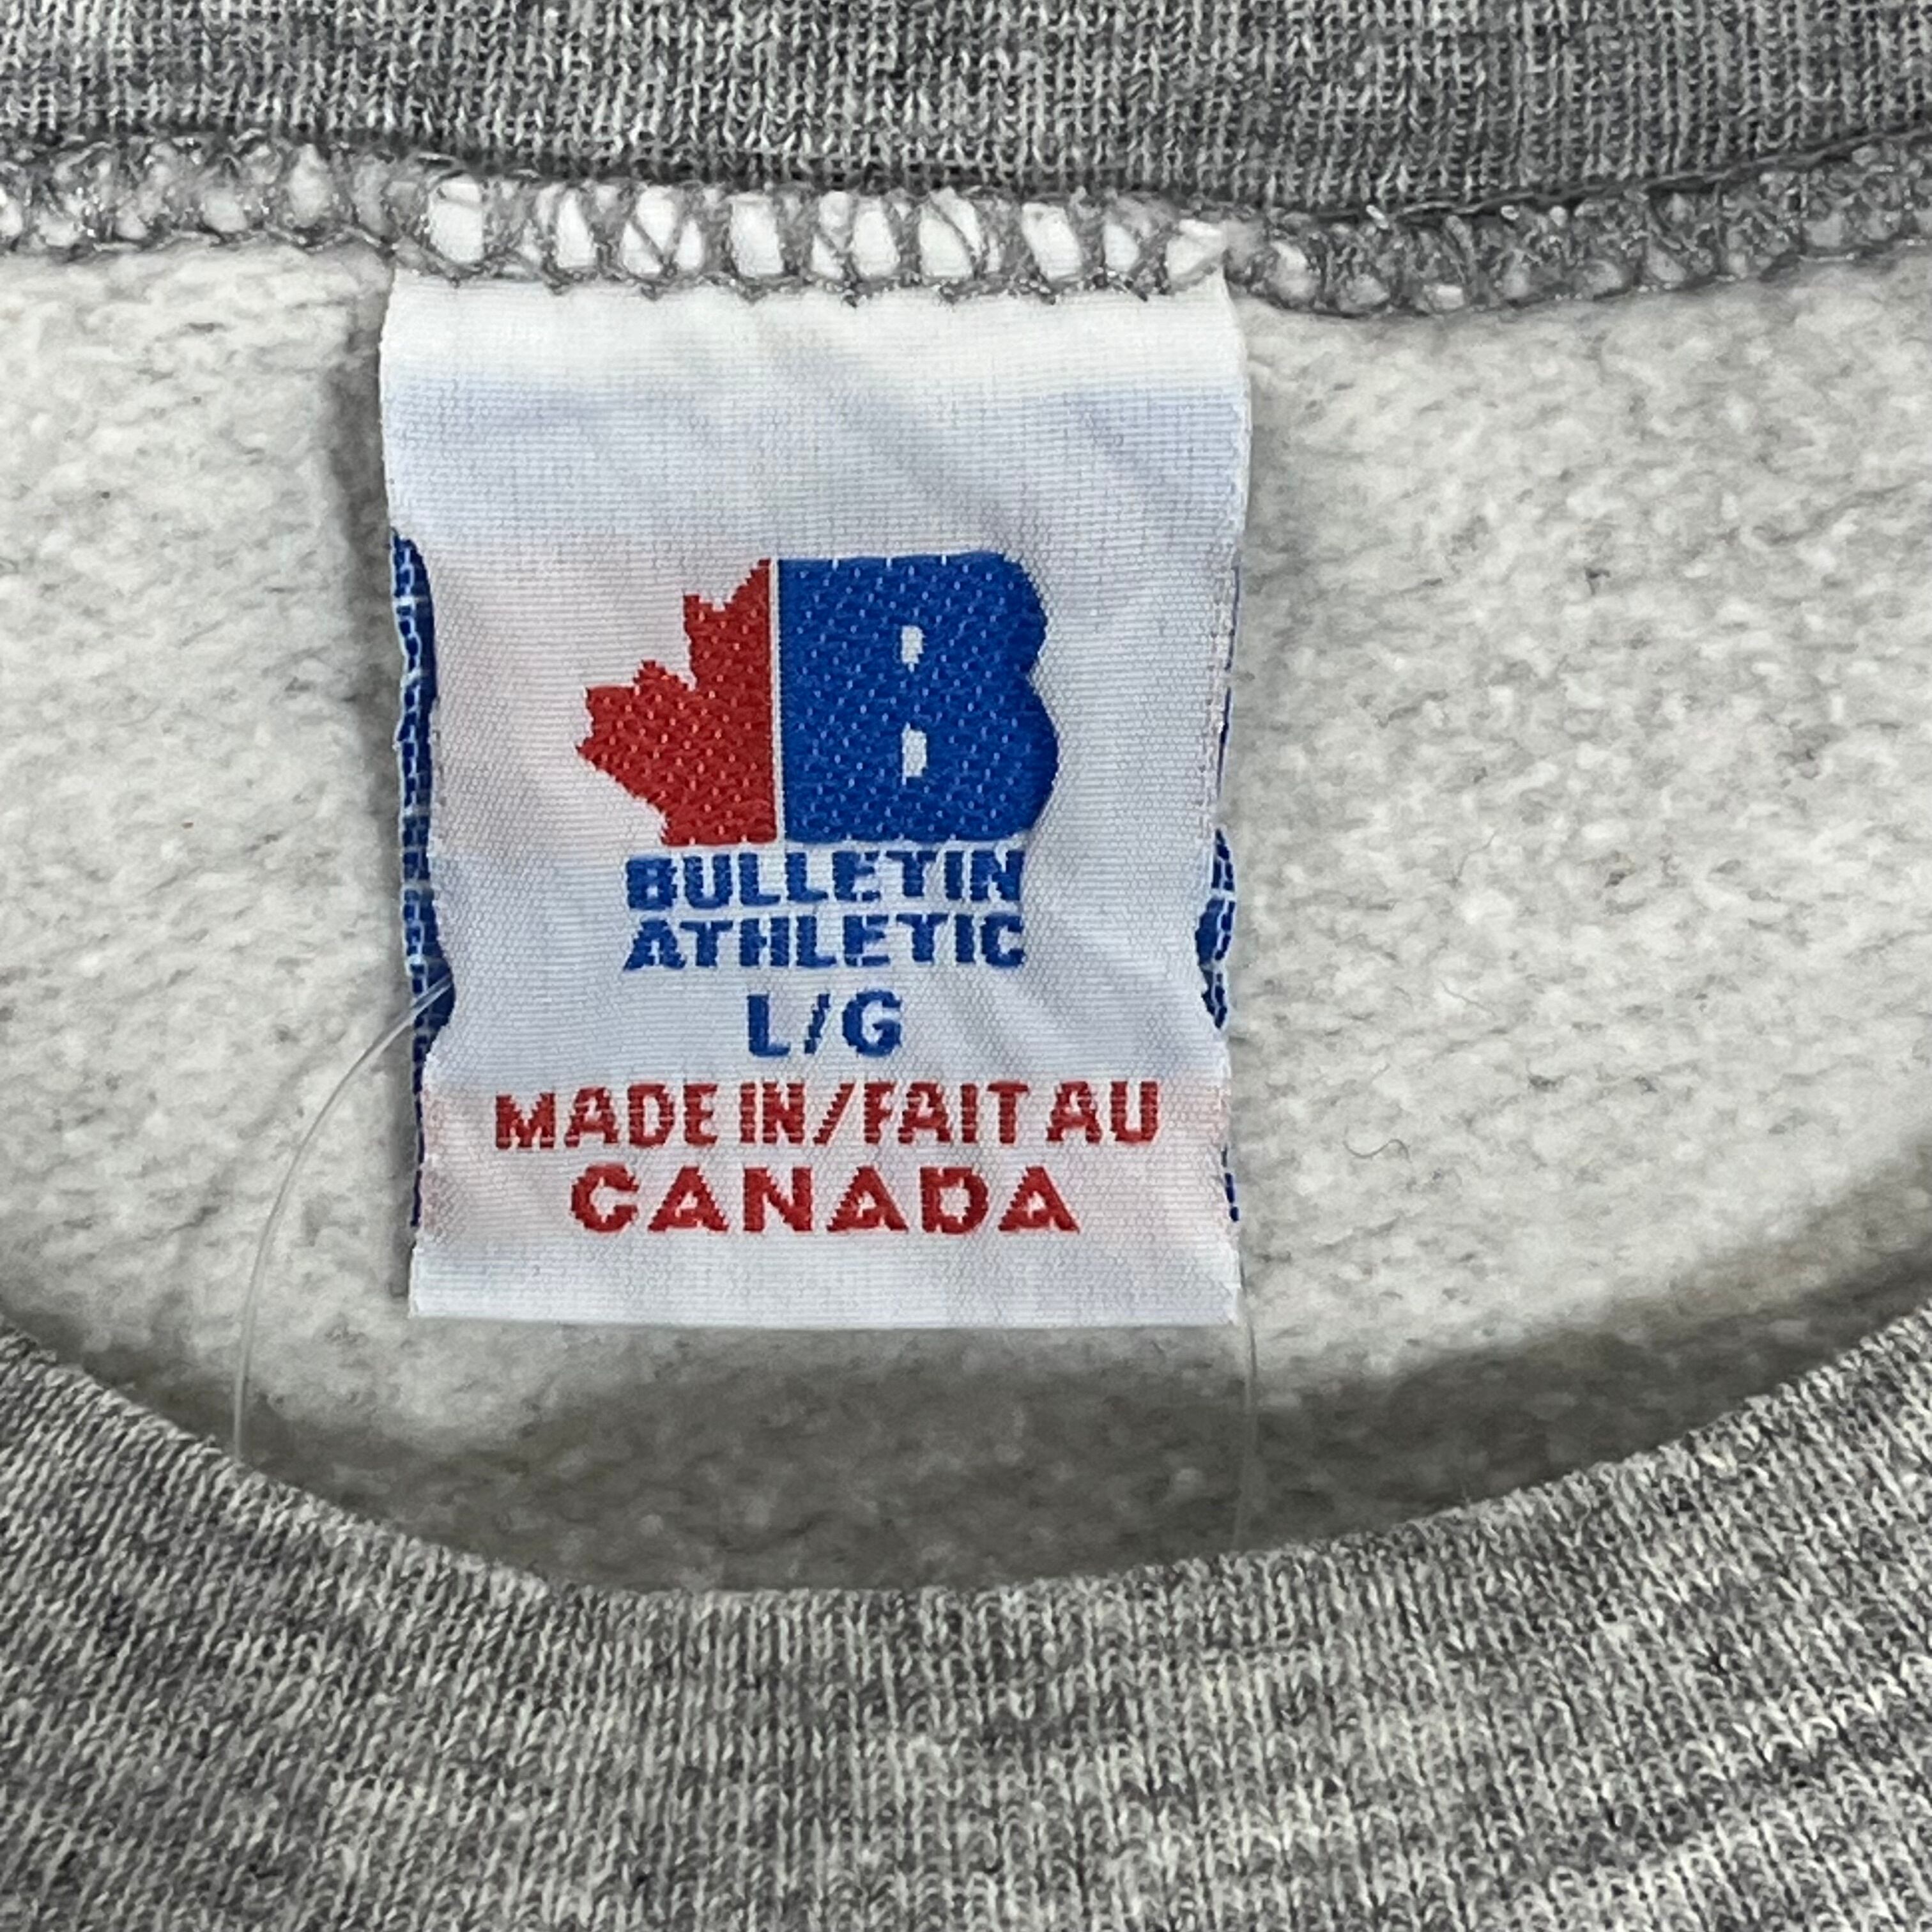 B
BULLETIN
ATHLETIC
L/G
MADE IN/FAIT AU
CANADA